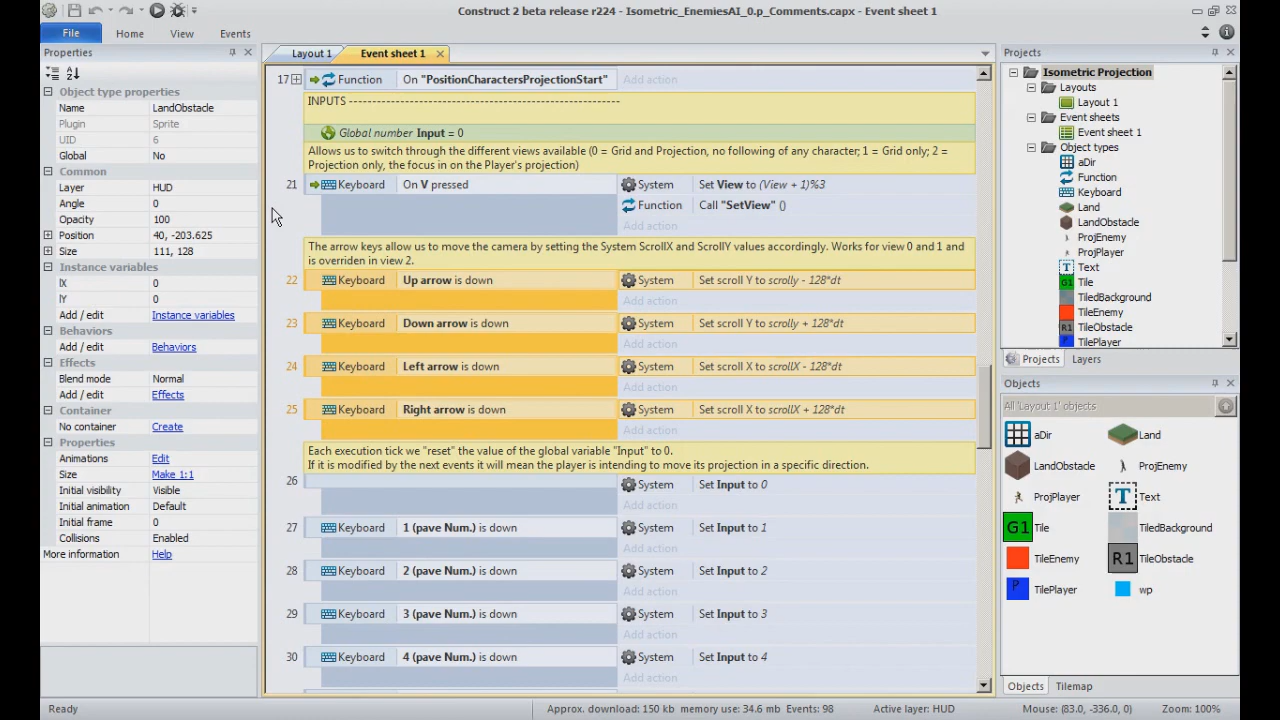 Construct 2 beta release r224 - Isometric_EnemiesAI_0.p_Comments.capx - Event sheet 1
File Home View Events
Properties
Object type properties
Name LandObstacle
Plugin Sprite
UID 6
Global No
Common
Layer HUD
Angle 0
Opacity 100
Position 40, -203.625
Size 111, 128
Instance variables
IX 0
IY 0
Add / edit Instance variables
Behaviors
Add / edit Behaviors
Effects
Blend mode Normal
Add / edit Effects
Container
No container Create
Properties
Animations Edit
Size Make 1:1
Initial visibility Visible
Initial animation Default
Initial frame 0
Collisions Enabled
More information Help
Layout 1 Event sheet 1
17 Function On "PositionCharactersProjectionStart" Add action
INPUTS -----------------------------------------------------------
Global number Input = 0
Allows us to switch through the different views available (0 = Grid and Projection, no following of any character; 1 = Grid only; 2 =
Projection only, the focus in on the Player's projection)
21 Keyboard On V pressed System Set View to (View + 1)%3
Function Call "SetView" ()
Add action
The arrow keys allow us to move the camera by setting the System ScrollX and ScrollY values accordingly. Works for view 0 and 1 and
is overriden in view 2.
22 Keyboard Up arrow is down System Set scroll Y to scrolly - 128*dt
Add action
23 Keyboard Down arrow is down System Set scroll Y to scrolly + 128*dt
Add action
24 Keyboard Left arrow is down System Set scroll X to scrollX - 128*dt
Add action
25 Keyboard Right arrow is down System Set scroll X to scrollX + 128*dt
Add action
Each execution tick we "reset" the value of the global variable "Input" to 0.
If it is modified by the next events it will mean the player is intending to move its projection in a specific direction.
26 System Set Input to 0
Add action
27 Keyboard 1 (pave Num.) is down System Set Input to 1
Add action
28 Keyboard 2 (pave Num.) is down System Set Input to 2
Add action
29 Keyboard 3 (pave Num.) is down System Set Input to 3
Add action
30 Keyboard 4 (pave Num.) is down System Set Input to 4
Add action
Projects
Isometric Projection
Layouts
Layout 1
Event sheets
Event sheet 1
Object types
aDir
Function
Keyboard
Land
LandObstacle
ProjEnemy
ProjPlayer
T Text
G1 Tile
TiledBackground
TileEnemy
R1 TileObstacle
P TilePlayer
Projects Layers
Objects
All 'Layout 1' objects
aDir Land
LandObstacle ProjEnemy
ProjPlayer T Text
G1 Tile TiledBackground
TileEnemy R1 TileObstacle
P TilePlayer wp
Objects Tilemap
Ready Approx. download: 150 kb memory use: 34.6 mb Events: 98 Active layer: HUD Mouse: (83.0, -336.0, 0) Zoom: 100%